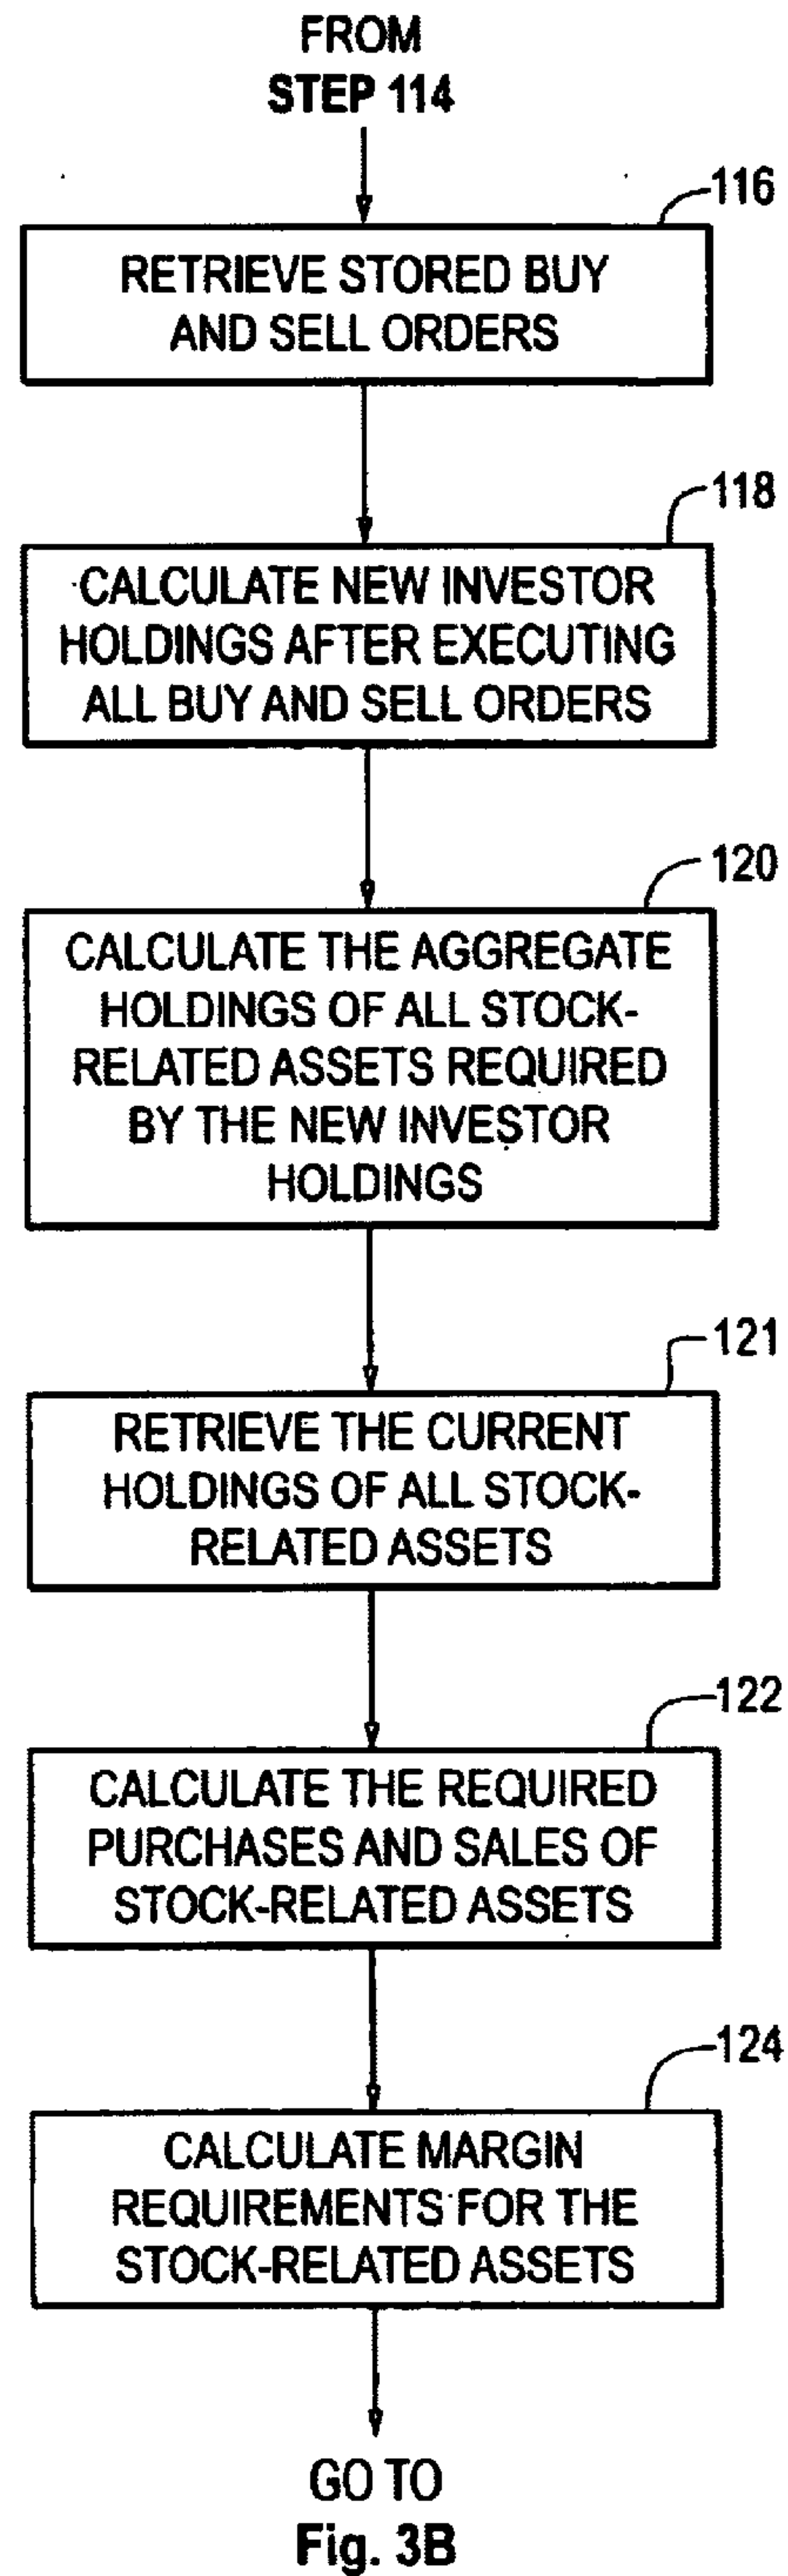 FROM
STEP 114
116
RETRIEVE STORED BUY
AND SELL ORDERS
118
CALCULATE NEW INVESTOR
HOLDINGS AFTER EXECUTING
ALL BUY AND SELL ORDERS
120
CALCULATE THE AGGREGATE
HOLDINGS OF ALL STOCK-
RELATED ASSETS REQUIRED
BY THE NEW INVESTOR
HOLDINGS
121
RETRIEVE THE CURRENT
HOLDINGS OF ALL STOCK-
RELATED ASSETS
122
CALCULATE THE REQUIRED
PURCHASES AND SALES OF
STOCK-RELATED ASSETS
124
CALCULATE MARGIN
REQUIREMENTS FOR THE
STOCK-RELATED ASSETS
GO TO
Fig. 3B